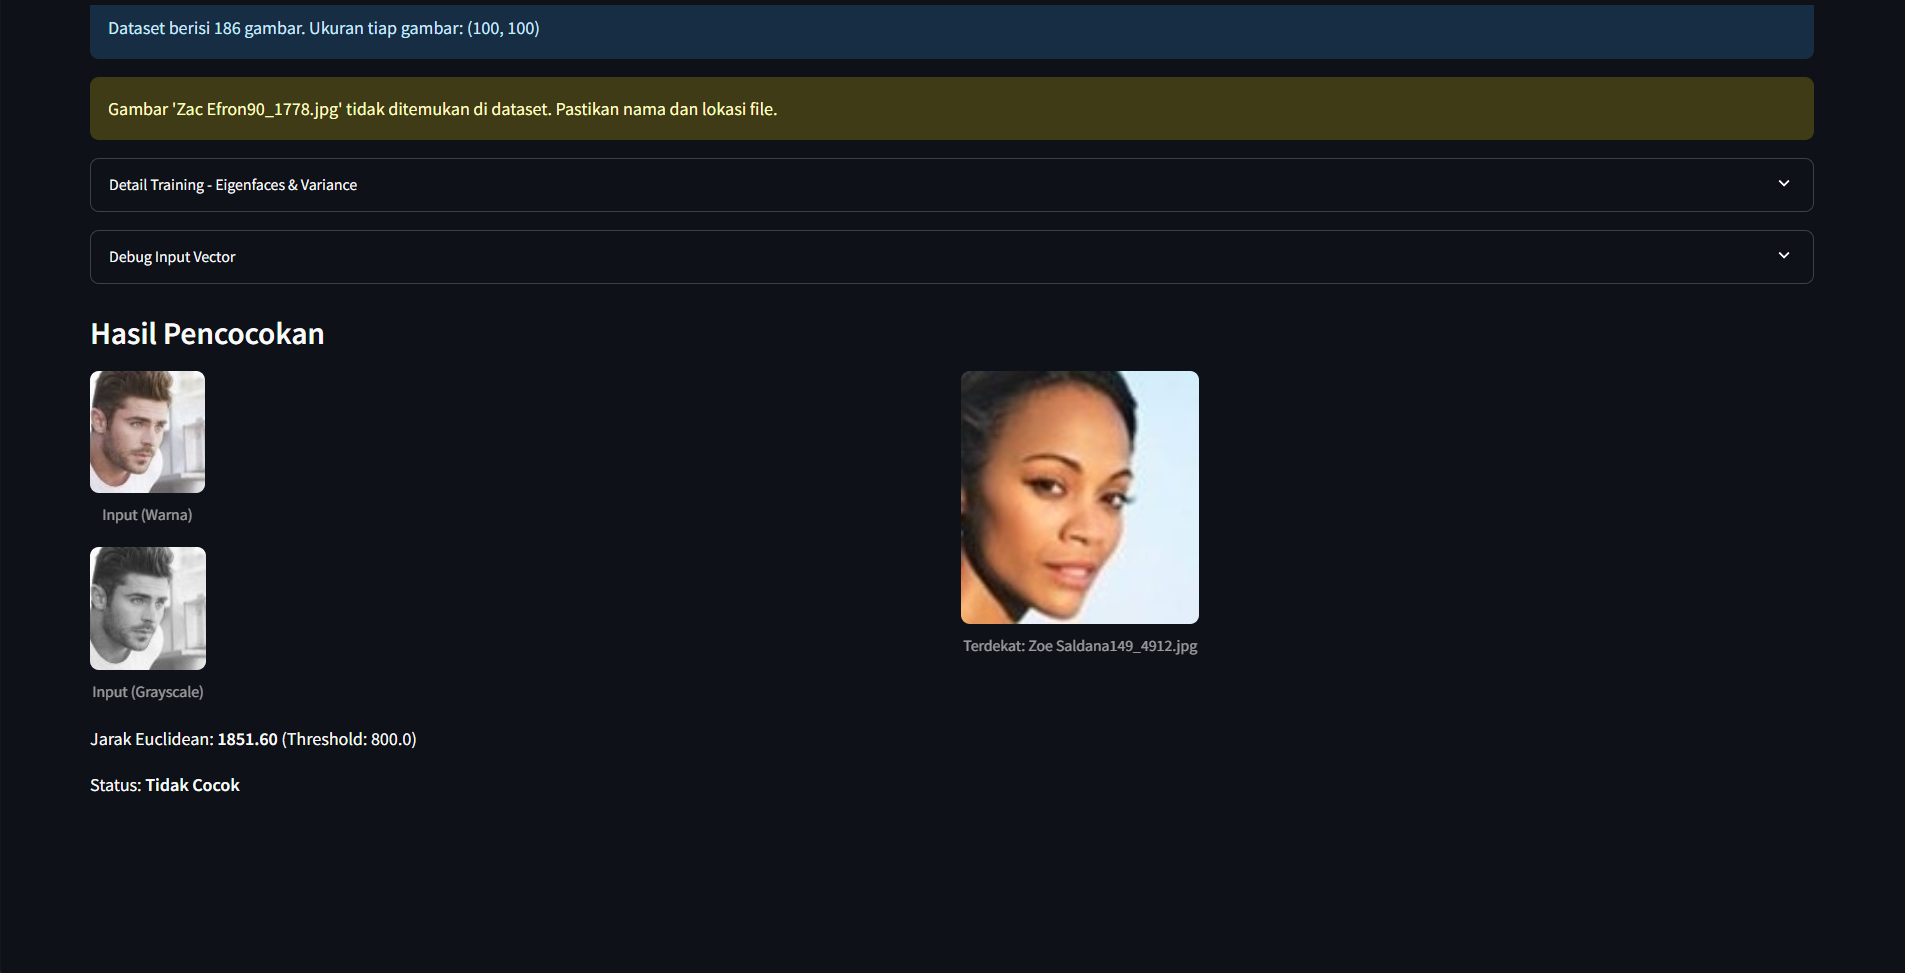 Dataset berisi 186 gambar. Ukuran tiap gambar: (100, 100)
Gambar 'Zac Efron90_1778.jpg' tidak ditemukan di dataset. Pastikan nama dan lokasi file.
Detail Training - Eigenfaces & Variance
Debug Input Vector
Hasil Pencocokan
Input (Warna)
Input (Grayscale)
Terdekat: Zoe Saldana149_4912.jpg
Jarak Euclidean: 1851.60 (Threshold: 800.0)
Status: Tidak Cocok